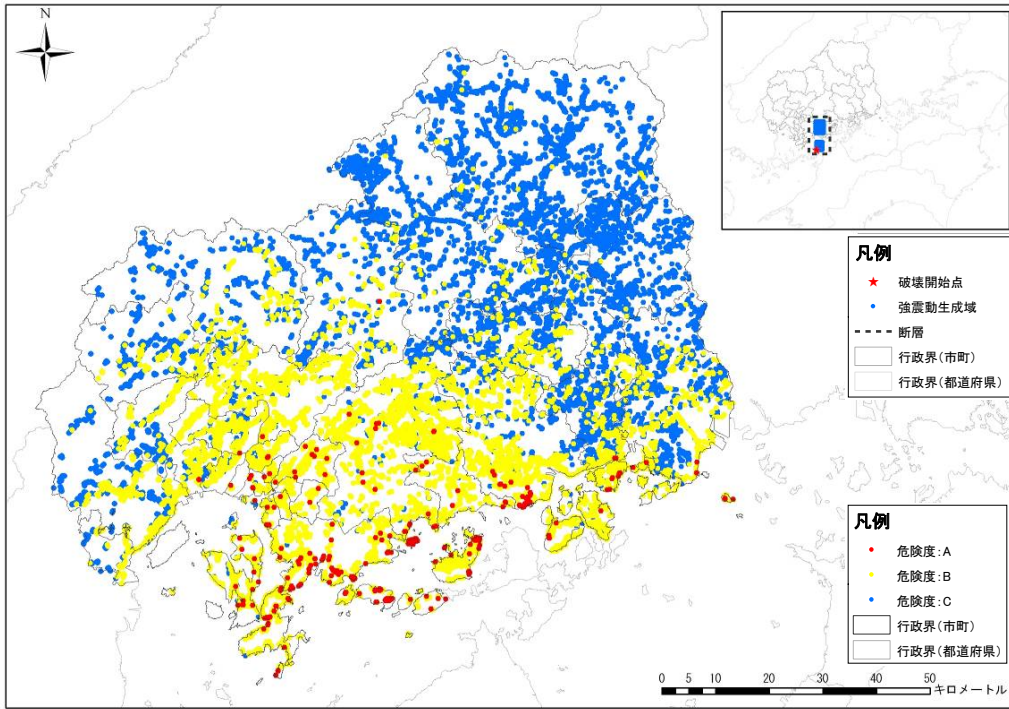 N
凡例
破壊開始点
強震動生成域
断層
行政界(市町)
行政界(都道府県)
凡例
危険度:A
危険度:B
危険度:C
行政界(市町)
行政界(都道府県)
0 5 10 20 30 40 50
キロメートル